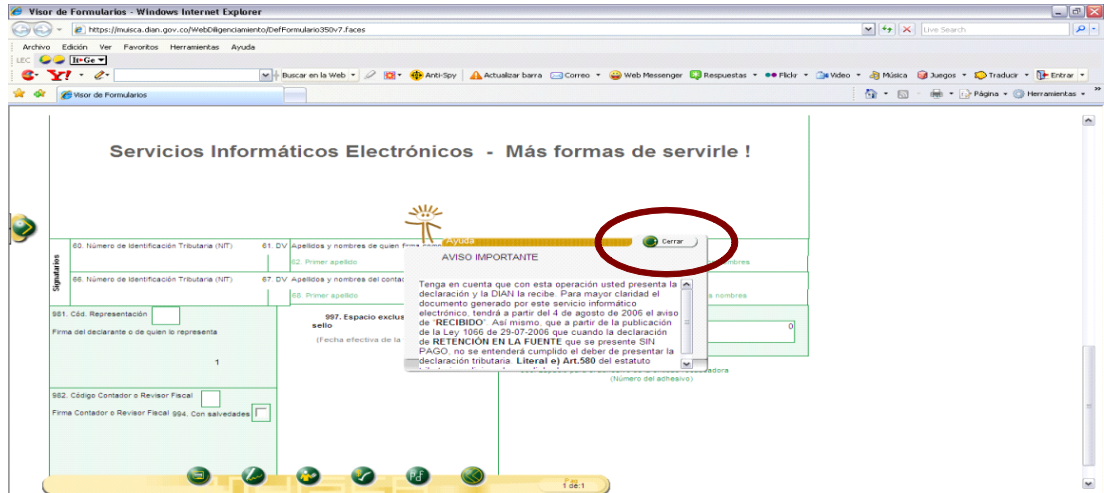 Visor de Formularios - Windows Internet Explorer
https://muisca.dian.gov.co/WebDiligenciamiento/DefFormulario350v7.faces
Live Search
Archivo Edición Ver Favoritos Herramientas Ayuda
LEC It▸Ge
Buscar en la Web Anti-Spy Actualizar barra Correo Web Messenger Respuestas Flickr Video Música Juegos Traducir Entrar
Visor de Formularios Página Herramientas
Servicios Informáticos Electrónicos - Más formas de servirle !
Signatarios
60. Número de Identificación Tributaria (NIT) 61. DV Apellidos y nombres de quien firma como
62. Primer apellido nombres
66. Número de Identificación Tributaria (NIT) 67. DV Apellidos y nombres del contac
68. Primer apellido s nombres
Ayuda Cerrar
AVISO IMPORTANTE
Tenga en cuenta que con esta operación usted presenta la
declaración y la DIAN la recibe. Para mayor claridad el
documento generado por este servicio informático
electrónico, tendrá a partir del 4 de agosto de 2006 el aviso
de "RECIBIDO". Así mismo, que a partir de la publicación
de la Ley 1066 de 29-07-2006 que cuando la declaración
de RETENCIÓN EN LA FUENTE que se presente SIN
PAGO, no se entenderá cumplido el deber de presentar la
declaración tributaria. Literal e) Art.580 del estatuto
981. Cód. Representación
Firma del declarante o de quien lo representa
1
997. Espacio exclus
sello
(Fecha efectiva de la
0
(Número del adhesivo)
982. Código Contador o Revisor Fiscal
Firma Contador o Revisor Fiscal 994. Con salvedades
Pdf
Pag
1 de:1